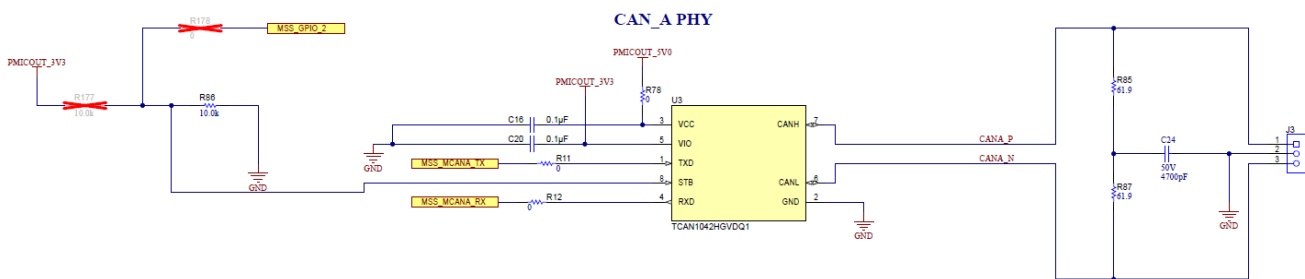 CAN_A PHY
R178
0
MSS_GPIO_2
PMICOUT_3V3
R177
10.0k
R86
10.0k
GND
PMICOUT_5V0
PMICOUT_3V3
R78
0
U3
C16 0.1µF
C20 0.1µF
GND
MSS_MCANA_TX
R11
0
MSS_MCANA_RX
R12
0
3 VCC
5 VIO
1 TXD
8 STB
4 RXD
CANH 7
CANL 6
GND 2
TCAN1042HGVDQ1
GND
CANA_P
CANA_N
R85
61.9
C24
50V
4700pF
R87
61.9
GND
J3
1
2
3